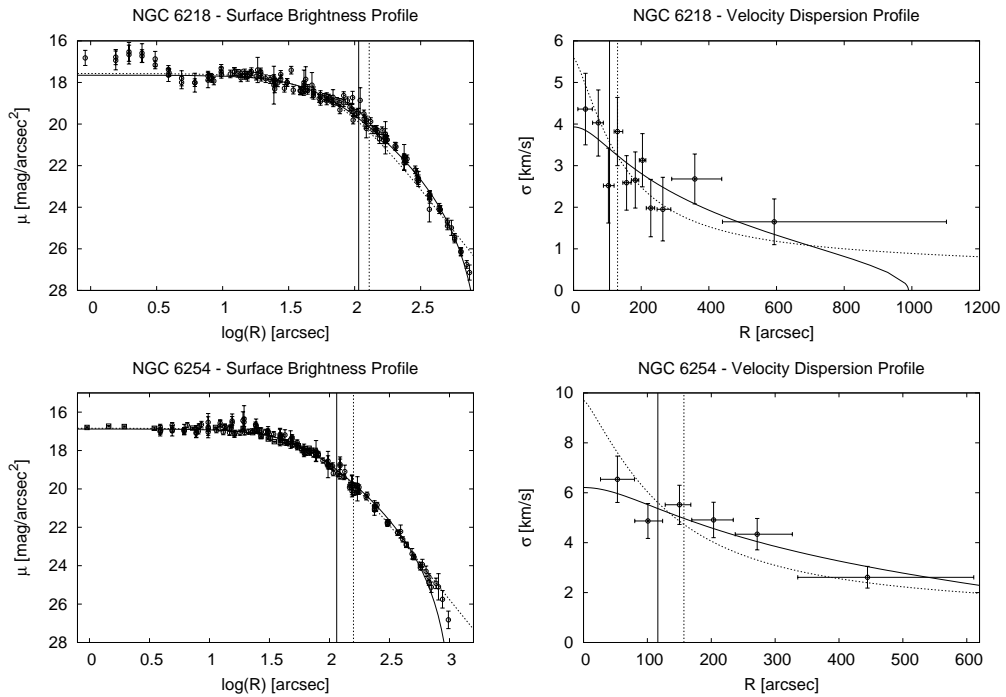 NGC 6218 - Surface Brightness Profile
16
18
20
22
24
26
28
μ [mag/arcsec²]
0 0.5 1 1.5 2 2.5
log(R) [arcsec]
NGC 6218 - Velocity Dispersion Profile
6
5
4
3
2
1
0
σ [km/s]
0 200 400 600 800 1000 1200
R [arcsec]
NGC 6254 - Surface Brightness Profile
16
18
20
22
24
26
28
μ [mag/arcsec²]
0 0.5 1 1.5 2 2.5 3
log(R) [arcsec]
NGC 6254 - Velocity Dispersion Profile
10
8
6
4
2
0
σ [km/s]
0 100 200 300 400 500 600
R [arcsec]